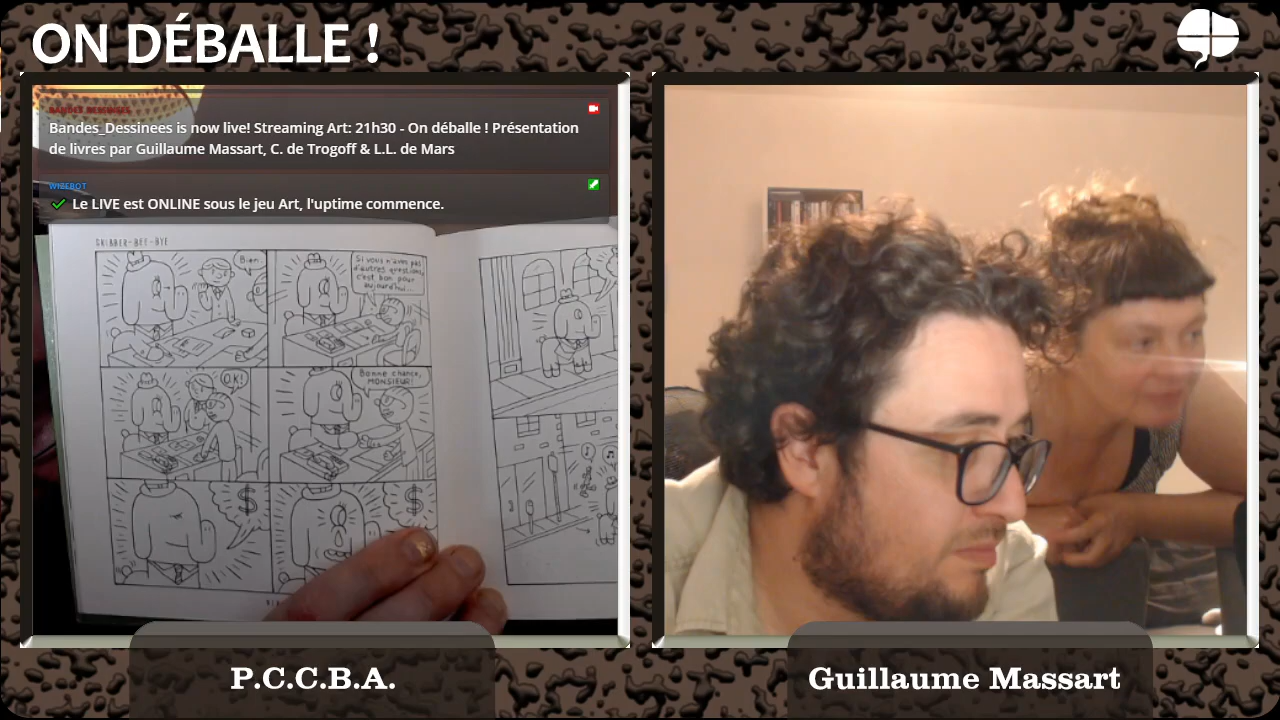 ON DÉBALLE !
BANDES_DESSINEES
Bandes_Dessinees is now live! Streaming Art: 21h30 - On déballe ! Présentation
de livres par Guillaume Massart, C. de Trogoff & L.L. de Mars
WIZEBOT
Le LIVE est ONLINE sous le jeu Art, l'uptime commence.
Bien.
Si vous n'avez pas
d'autres questions,
c'est bon pour
aujourd'hui...
OK!
Bonne chance,
MONSIEUR!
$
$
P.C.C.B.A.
Guillaume Massart